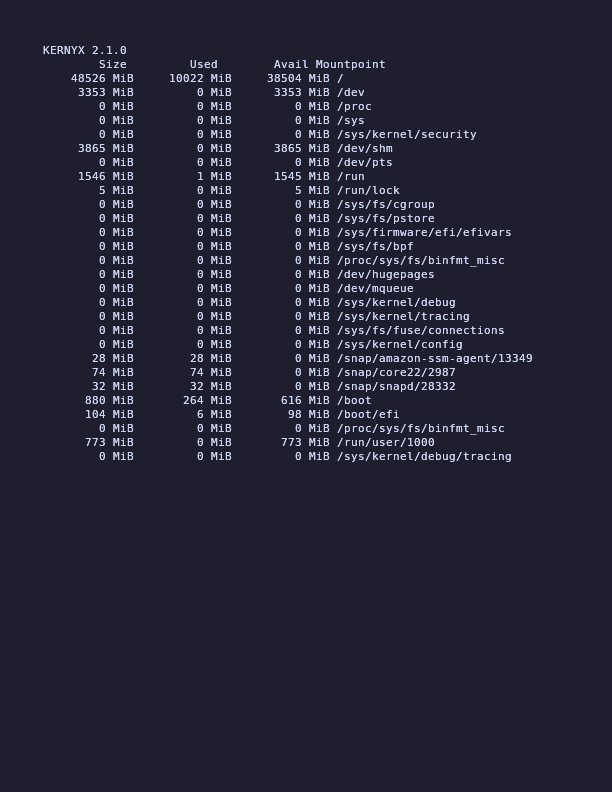 KERNYX 2.1.0
        Size         Used        Avail Mountpoint
    48526 MiB     10022 MiB     38504 MiB /
     3353 MiB         0 MiB      3353 MiB /dev
        0 MiB         0 MiB         0 MiB /proc
        0 MiB         0 MiB         0 MiB /sys
        0 MiB         0 MiB         0 MiB /sys/kernel/security
     3865 MiB         0 MiB      3865 MiB /dev/shm
        0 MiB         0 MiB         0 MiB /dev/pts
     1546 MiB         1 MiB      1545 MiB /run
        5 MiB         0 MiB         5 MiB /run/lock
        0 MiB         0 MiB         0 MiB /sys/fs/cgroup
        0 MiB         0 MiB         0 MiB /sys/fs/pstore
        0 MiB         0 MiB         0 MiB /sys/firmware/efi/efivars
        0 MiB         0 MiB         0 MiB /sys/fs/bpf
        0 MiB         0 MiB         0 MiB /proc/sys/fs/binfmt_misc
        0 MiB         0 MiB         0 MiB /dev/hugepages
        0 MiB         0 MiB         0 MiB /dev/mqueue
        0 MiB         0 MiB         0 MiB /sys/kernel/debug
        0 MiB         0 MiB         0 MiB /sys/kernel/tracing
        0 MiB         0 MiB         0 MiB /sys/fs/fuse/connections
        0 MiB         0 MiB         0 MiB /sys/kernel/config
       28 MiB        28 MiB         0 MiB /snap/amazon-ssm-agent/13349
       74 MiB        74 MiB         0 MiB /snap/core22/2987
       32 MiB        32 MiB         0 MiB /snap/snapd/28332
      880 MiB       264 MiB       616 MiB /boot
      104 MiB         6 MiB        98 MiB /boot/efi
        0 MiB         0 MiB         0 MiB /proc/sys/fs/binfmt_misc
      773 MiB         0 MiB       773 MiB /run/user/1000
        0 MiB         0 MiB         0 MiB /sys/kernel/debug/tracing